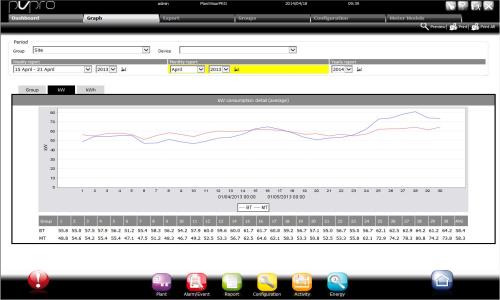 pvpro
admin PlantYourPEG 2014/04/18 09:39
Dashboard Graph Export Groups Configuration Meter Models
Preview Print Print All
Period
Group Site Device
Weekly report Monthly report Yearly report
15 April - 21 April 2013 April 2013 2014
Group kW kWh
kW consumption detail (average)
80
70
60
50
kW
40
30
20
10
0
1 2 3 4 5 6 7 8 9 10 11 12 13 14 15 16 17 18 19 20 21 22 23 24 25 26 27 28 29 30
01/04/2013 00:00 01/05/2013 00:00
BT MT
Group 1 2 3 4 5 6 7 8 9 10 11 12 13 14 15 16 17 18 19 20 21 22 23 24 25 26 27 28 29 30 AVG
BT 55.6 55.0 57.5 57.9 56.2 51.2 55.4 58.3 56.2 54.2 57.9 60.0 59.6 60.0 61.7 61.7 60.8 59.2 56.7 57.1 55.0 56.7 55.0 56.7 62.1 62.5 62.9 64.2 61.2 64.2 58.4
MT 48.8 54.6 54.2 55.4 55.4 47.1 47.5 51.2 48.3 46.7 49.2 52.5 53.3 56.7 62.5 64.6 62.1 58.3 53.3 50.8 52.5 53.3 55.8 62.1 72.9 74.2 78.3 80.8 74.2 73.8 58.3
Plant Alarm/Event Report Configuration Activity Energy